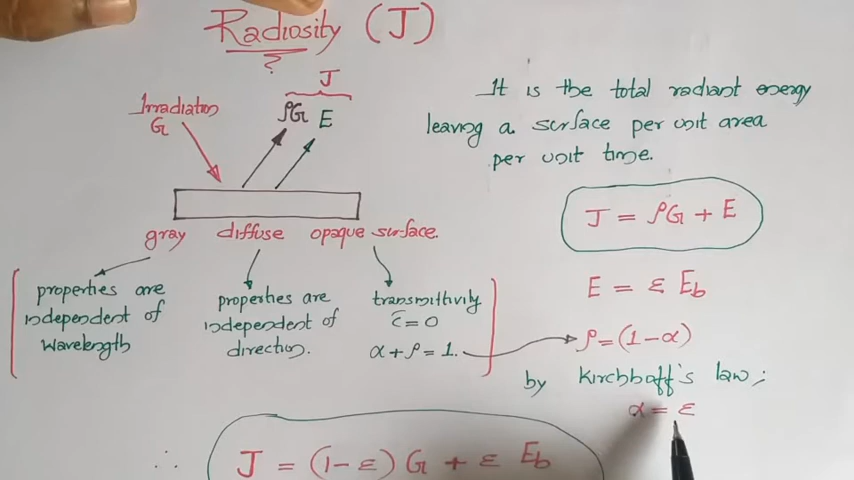 Radiosity (J)
?
J
Irradiation
G
ρG E
It is the total radiant energy
leaving a surface per unit area
per unit time.
J = ρG + E
gray diffuse opaque surface.
properties are
independent of
wavelength
properties are
independent of
direction.
transmittivity
τ = 0
α + ρ = 1.
E = ε Eb
ρ = (1-α)
by Kirchhoff's law;
α = ε
∴ J = (1-ε) G + ε Eb